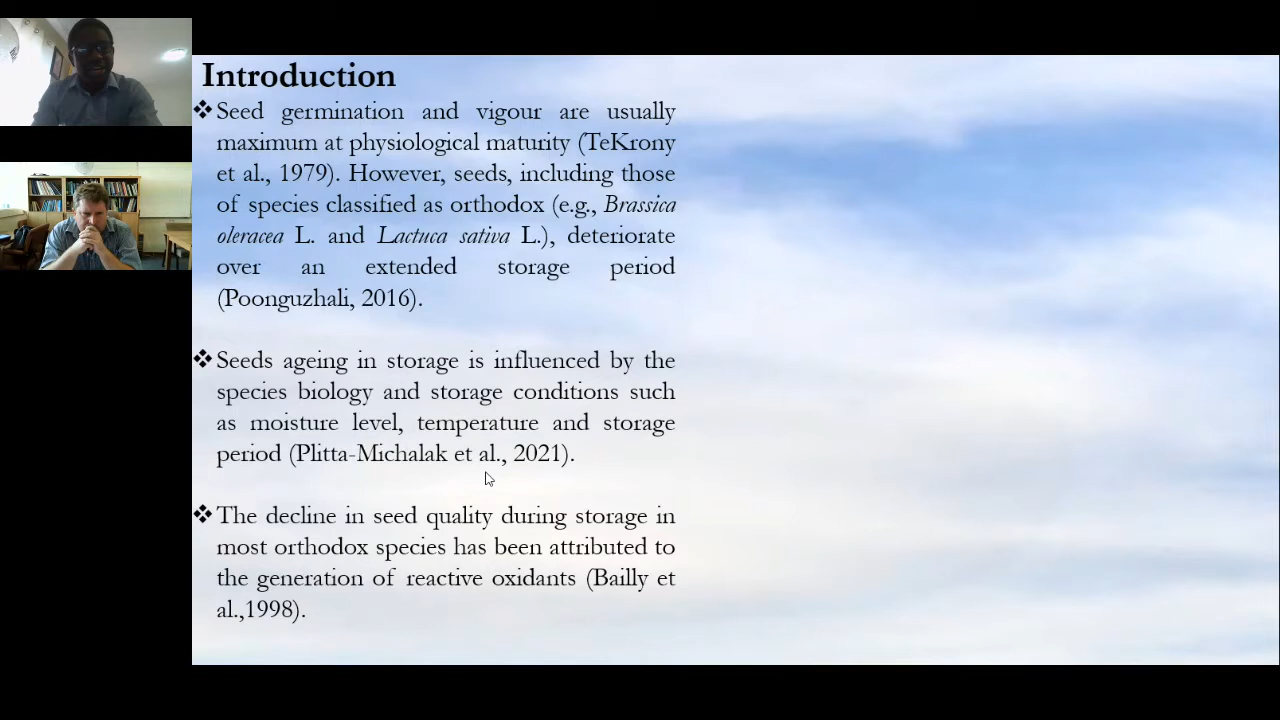 Introduction
❖Seed germination and vigour are usually
maximum at physiological maturity (TeKrony
et al., 1979). However, seeds, including those
of species classified as orthodox (e.g., Brassica
oleracea L. and Lactuca sativa L.), deteriorate
over an extended storage period
(Poonguzhali, 2016).
❖Seeds ageing in storage is influenced by the
species biology and storage conditions such
as moisture level, temperature and storage
period (Plitta-Michalak et al., 2021).
❖The decline in seed quality during storage in
most orthodox species has been attributed to
the generation of reactive oxidants (Bailly et
al.,1998).